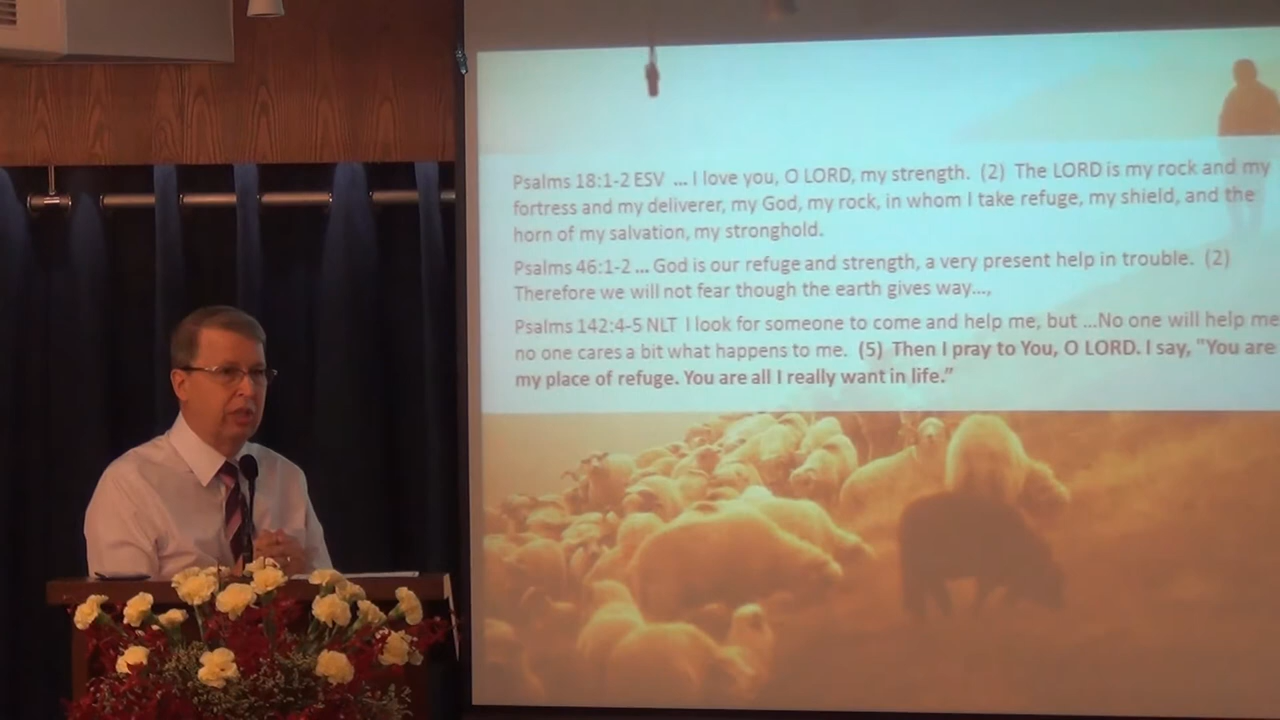 Psalms 18:1-2 ESV ... I love you, O LORD, my strength. (2) The LORD is my rock and my
fortress and my deliverer, my God, my rock, in whom I take refuge, my shield, and the
horn of my salvation, my stronghold.
Psalms 46:1-2 ... God is our refuge and strength, a very present help in trouble. (2)
Therefore we will not fear though the earth gives way...,
Psalms 142:4-5 NLT I look for someone to come and help me, but ...No one will help me
no one cares a bit what happens to me. (5) Then I pray to You, O LORD. I say, "You are
my place of refuge. You are all I really want in life."